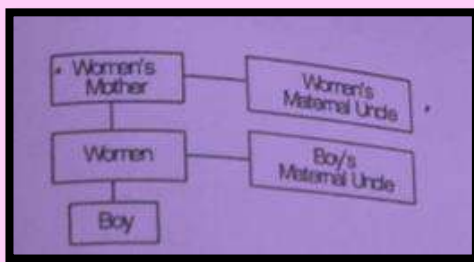 Women's
Mother
Women's
Maternal Uncle
Women
Boy's
Maternal Uncle
Boy